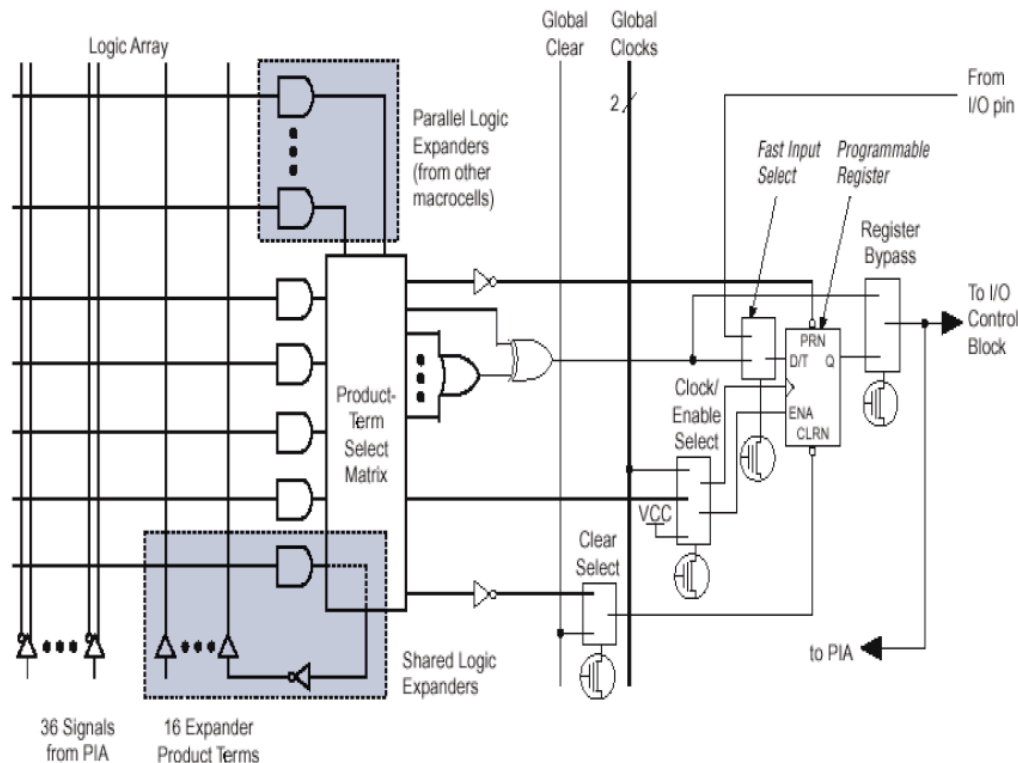 Logic Array
Global
Clear
Global
Clocks
2
From
I/O pin
Parallel Logic
Expanders
(from other
macrocells)
Fast Input
Select
Programmable
Register
Register
Bypass
To I/O
Control
Block
PRN
D/T
Q
ENA
CLRN
Clock/
Enable
Select
Product-
Term
Select
Matrix
VCC
Clear
Select
to PIA
Shared Logic
Expanders
36 Signals
from PIA
16 Expander
Product Terms